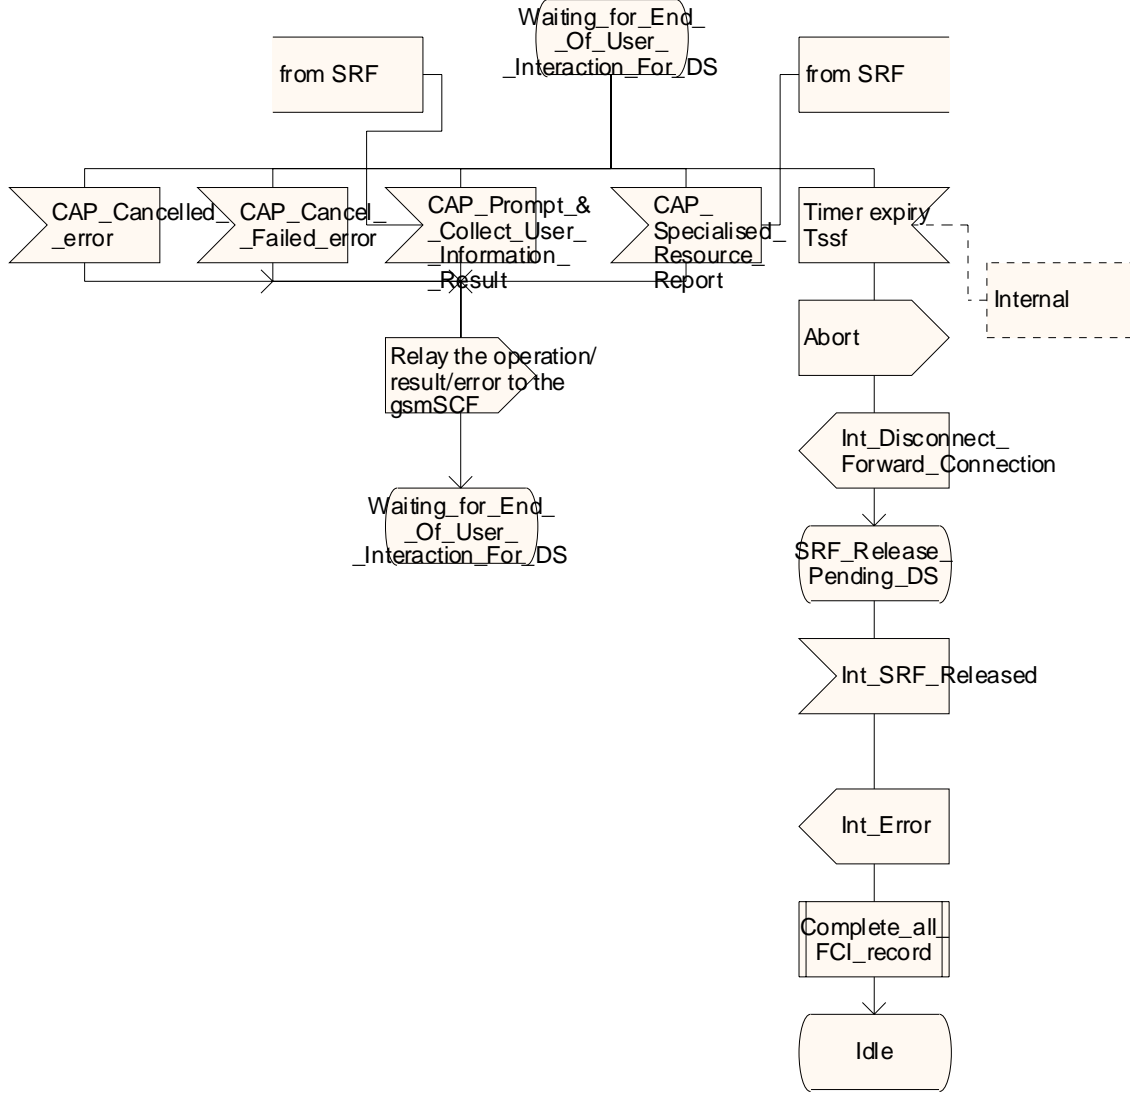 Waiting_for_End_
_Of_User_
_Interaction_For_DS
from SRF
from SRF
CAP_Cancelled_
_error
CAP_Cancel_
_Failed_error
CAP_Prompt_&
_Collect_User_
_Information_
_Result
CAP_
Specialised_
Resource_
Report
Timer expiry
Tssf
Internal
Abort
Relay the operation/
result/error to the
gsmSCF
Int_Disconnect_
Forward_Connection
Waiting_for_End_
_Of_User_
_Interaction_For_DS
SRF_Release_
Pending_DS
Int_SRF_Released
Int_Error
Complete_all_
FCI_record
Idle